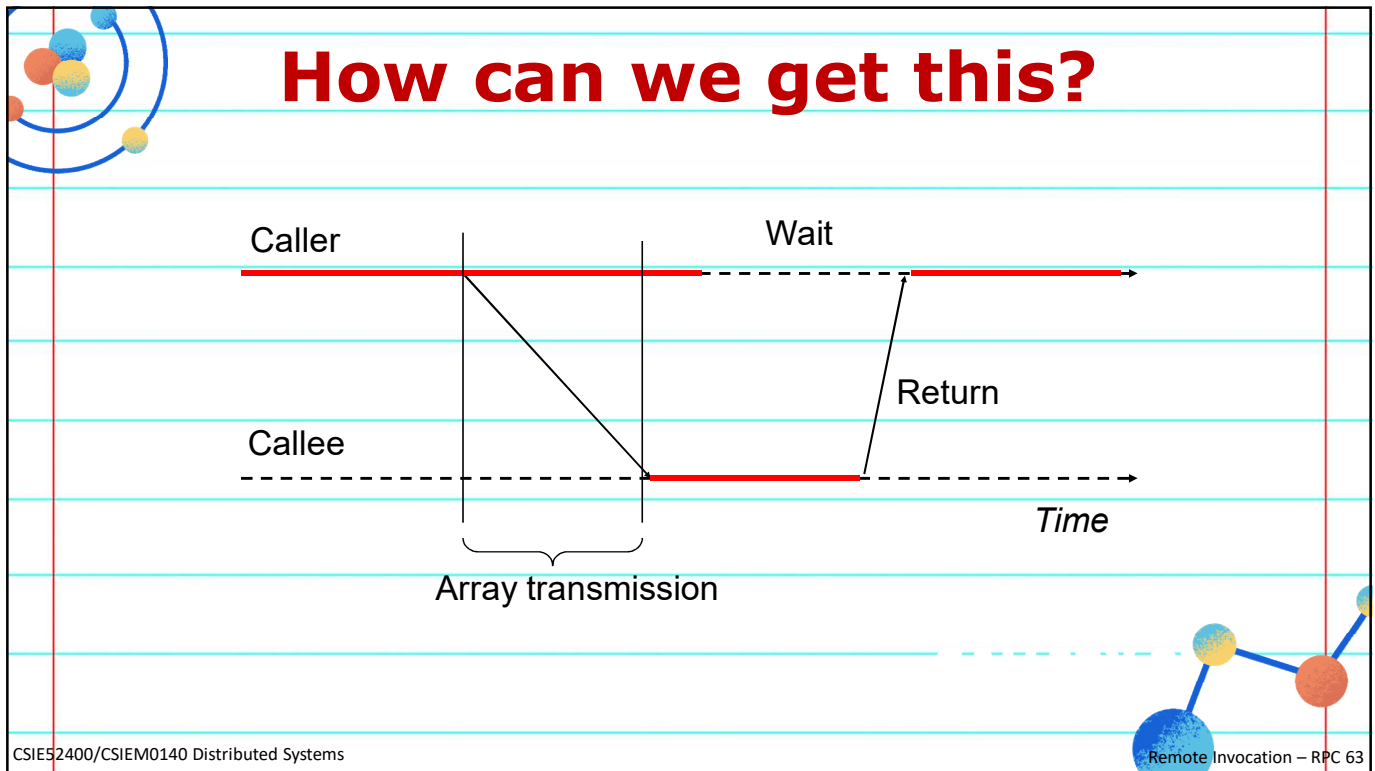 How can we get this?
Caller
Wait
Return
Callee
Time
Array transmission
CSIE52400/CSIEM0140 Distributed Systems
Remote Invocation – RPC 63